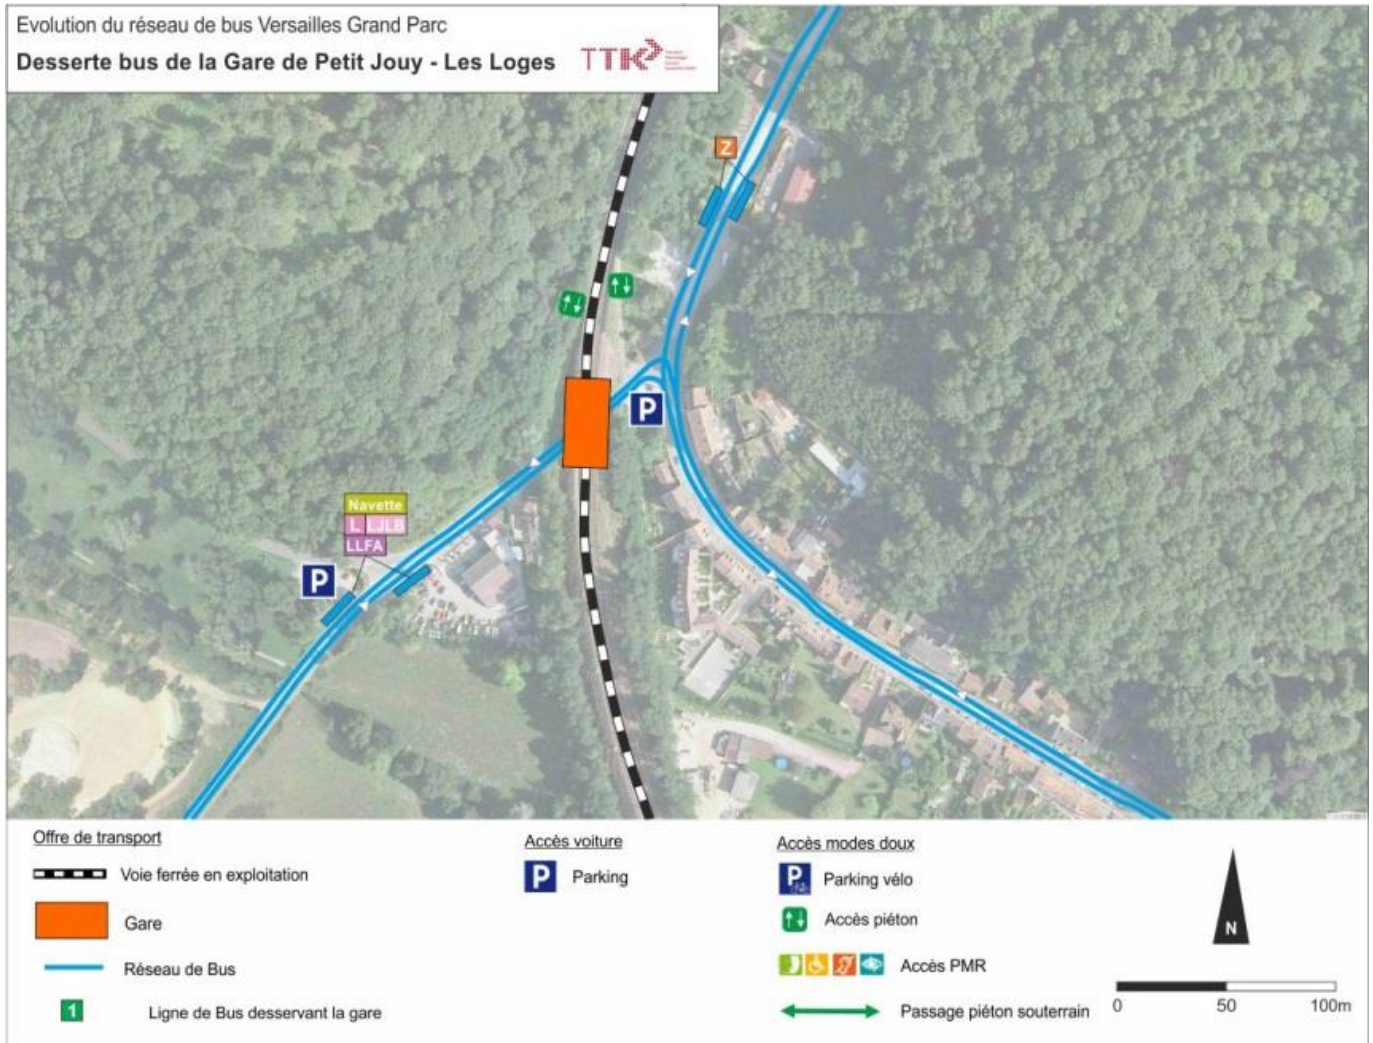 Evolution du réseau de bus Versailles Grand Parc
Desserte bus de la Gare de Petit Jouy - Les Loges
TTK
Z
P
Navette
L LJLB
LLFA
P
Offre de transport
Voie ferrée en exploitation
Gare
Réseau de Bus
1 Ligne de Bus desservant la gare
Accès voiture
P Parking
Accès modes doux
P Parking vélo
Accès piéton
Accès PMR
Passage piéton souterrain
N
0 50 100m